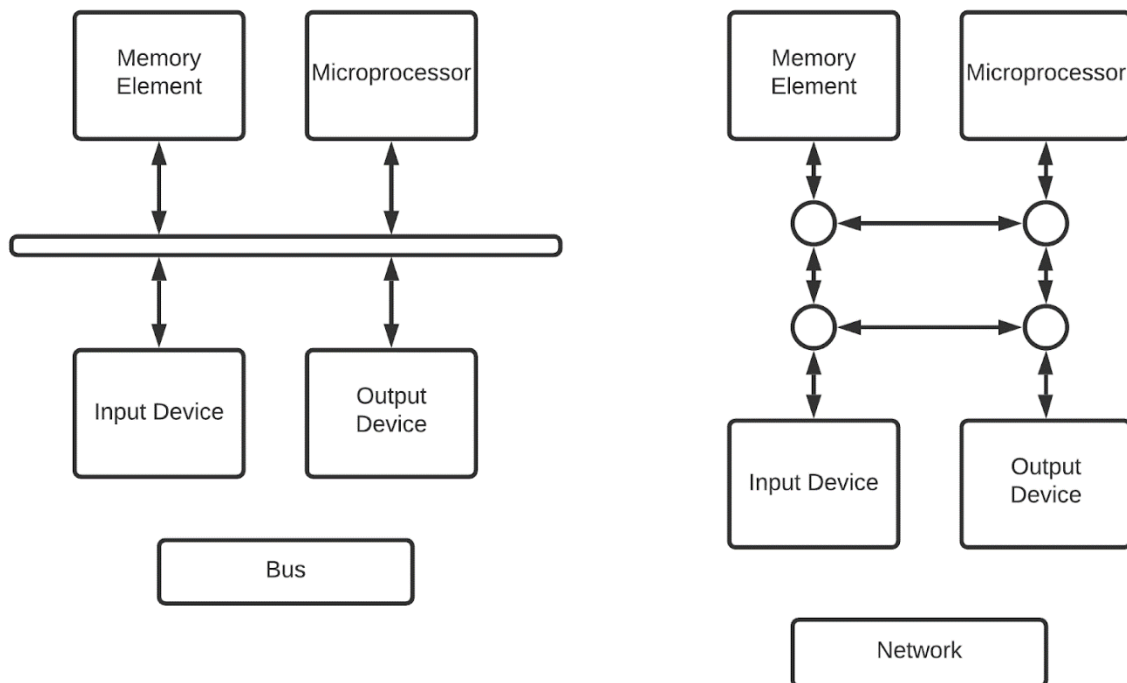 Memory
Element
Microprocessor
Input Device
Output
Device
Bus
Memory
Element
Microprocessor
Input Device
Output
Device
Network